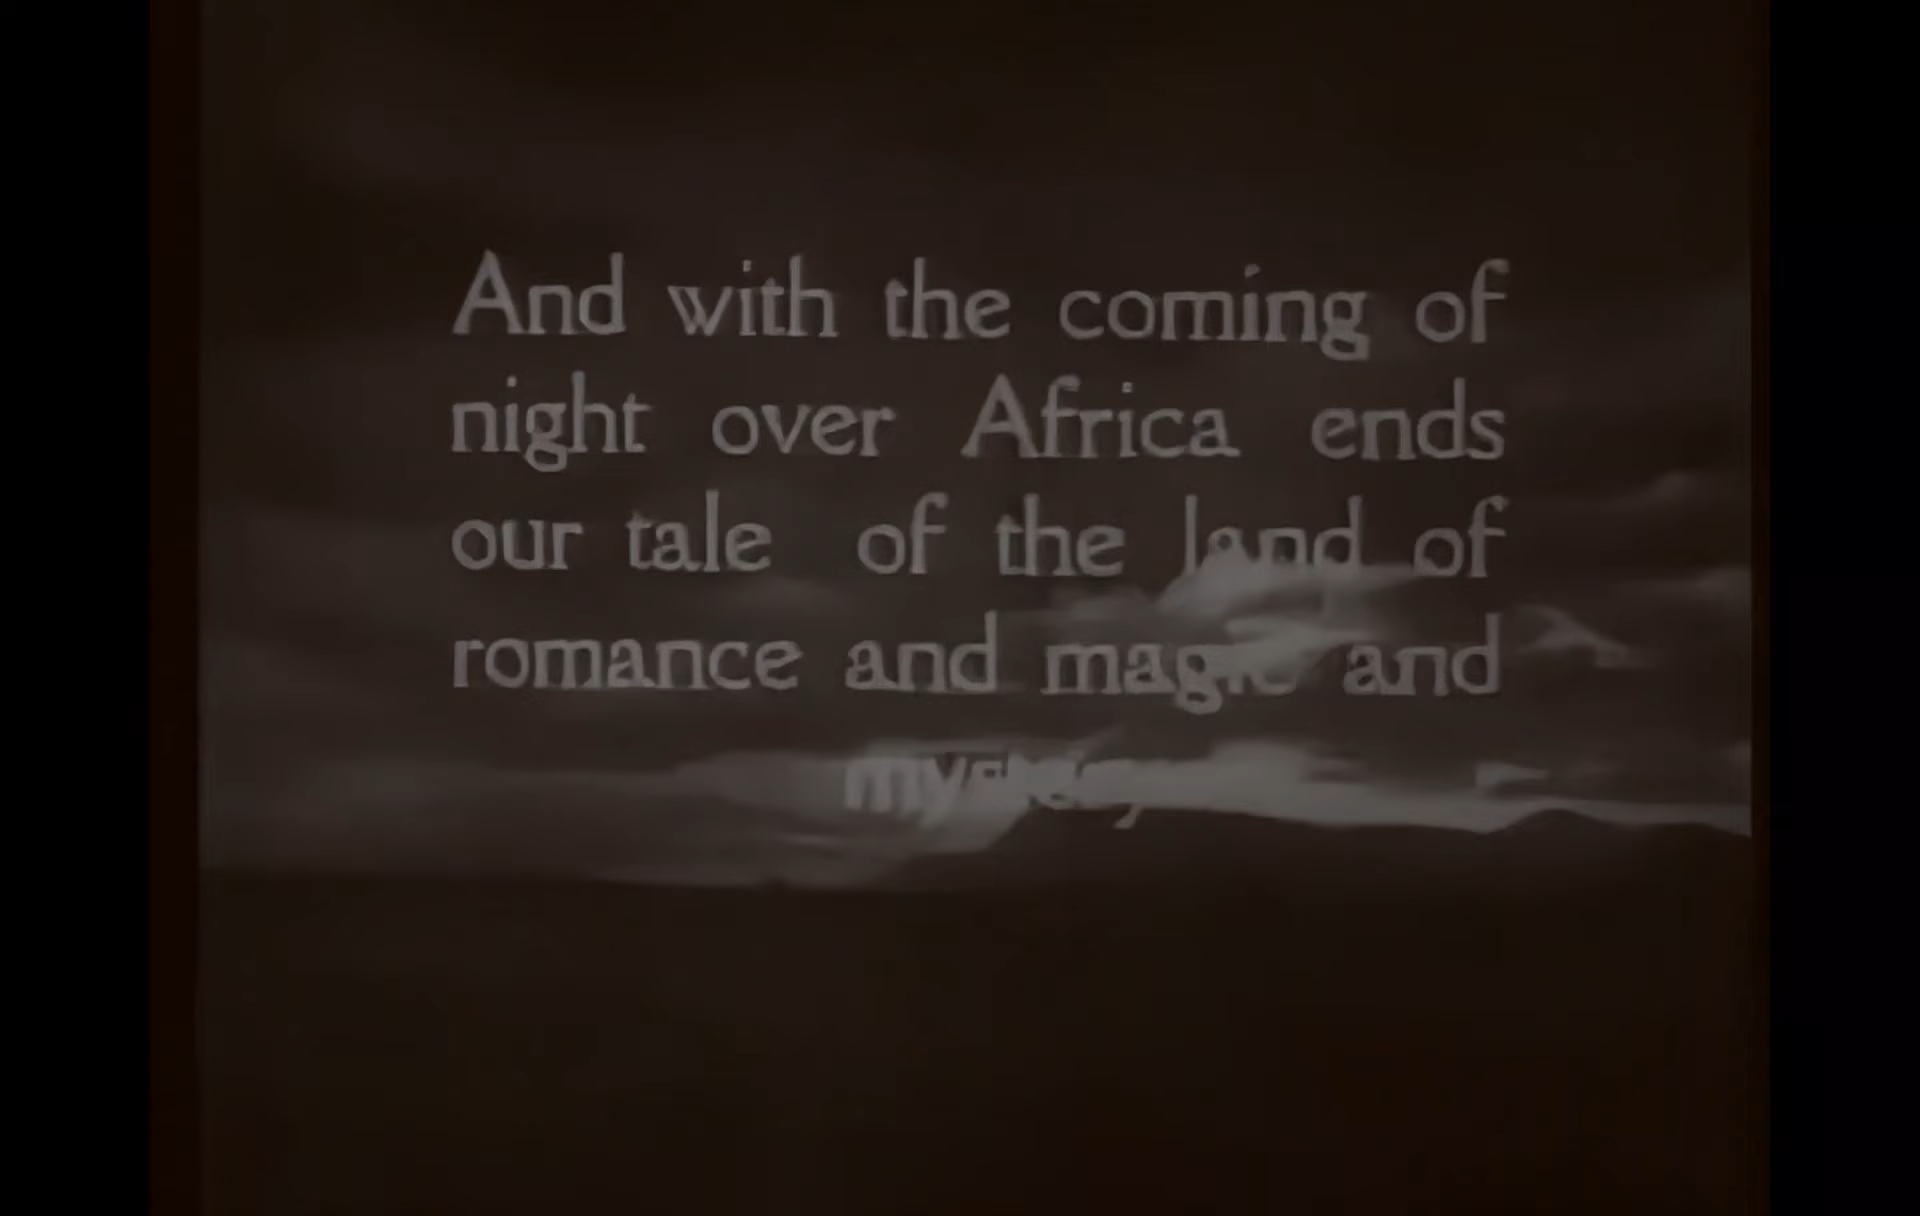 And with the coming of
night over Africa ends
our tale of the land of
romance and magic and
mystery